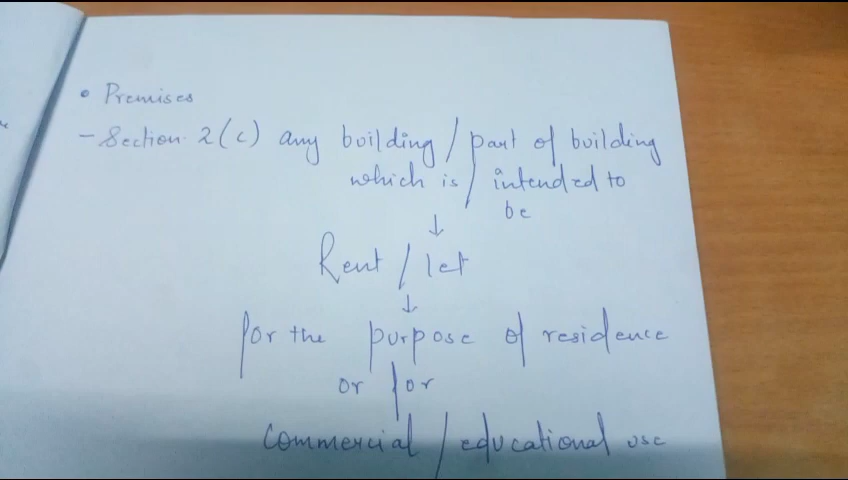 • Premises
- Section 2(c) any building / part of building
which is / intended to
be
↓
Rent / let
↓
for the purpose of residence
or for
Commercial / educational use